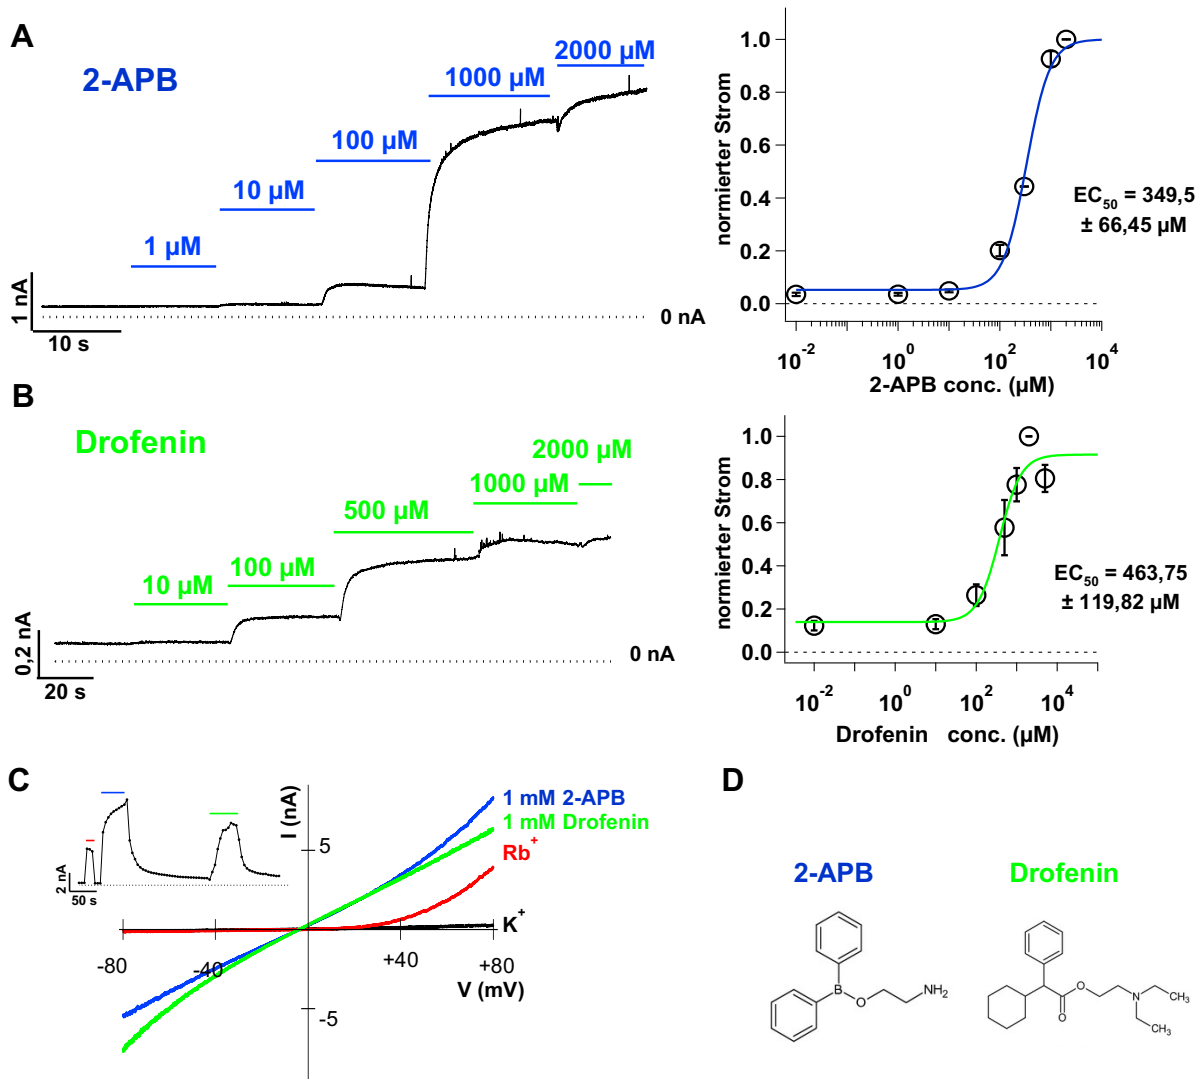 A
2-APB
1 µM
10 µM
100 µM
1000 µM
2000 µM
1 nA
10 s
0 nA
normierter Strom
1.0
0.8
0.6
0.4
0.2
0.0
10⁻² 10⁰ 10² 10⁴
2-APB conc. (µM)
EC₅₀ = 349,5
± 66,45 µM
B
Drofenin
10 µM
100 µM
500 µM
1000 µM
2000 µM
0,2 nA
20 s
0 nA
normierter Strom
1.0
0.8
0.6
0.4
0.2
0.0
10⁻² 10⁰ 10² 10⁴
Drofenin conc. (µM)
EC₅₀ = 463,75
± 119,82 µM
C
2 nA
50 s
I (nA)
5
-5
-80 -40 +40 +80
V (mV)
1 mM 2-APB
1 mM Drofenin
Rb⁺
K⁺
D
2-APB
Drofenin
B
O
NH₂
O
O
N
CH₃
CH₃